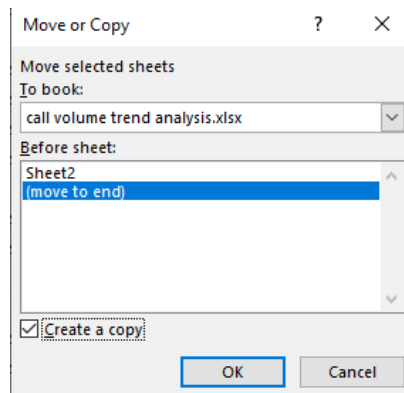 Move or Copy ?
Move selected sheets
To book:
call volume trend analysis.xlsx
Before sheet:
Sheet2
(move to end)
Create a copy
OK Cancel